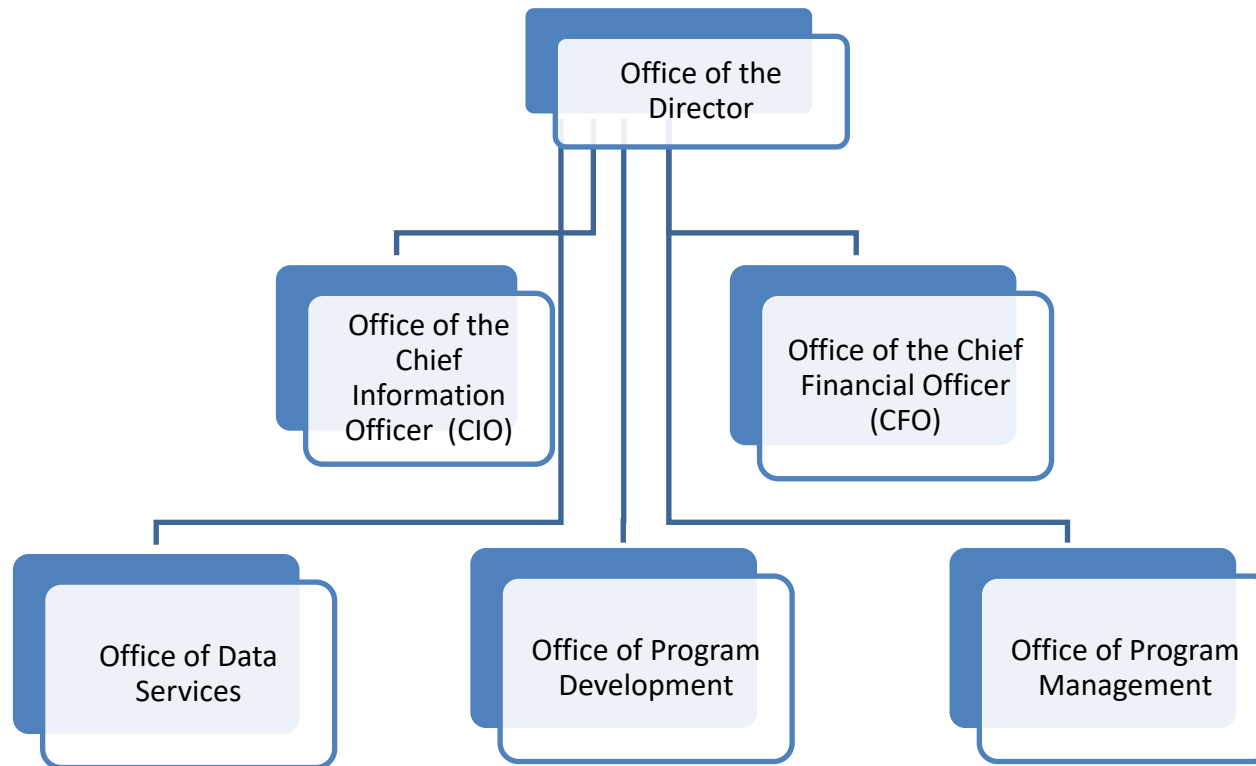 Office of the
Director
Office of the
Chief
Information
Officer  (CIO)
Office of the Chief
Financial Officer
(CFO)
Office of Data
Services
Office of Program
Development
Office of Program
Management